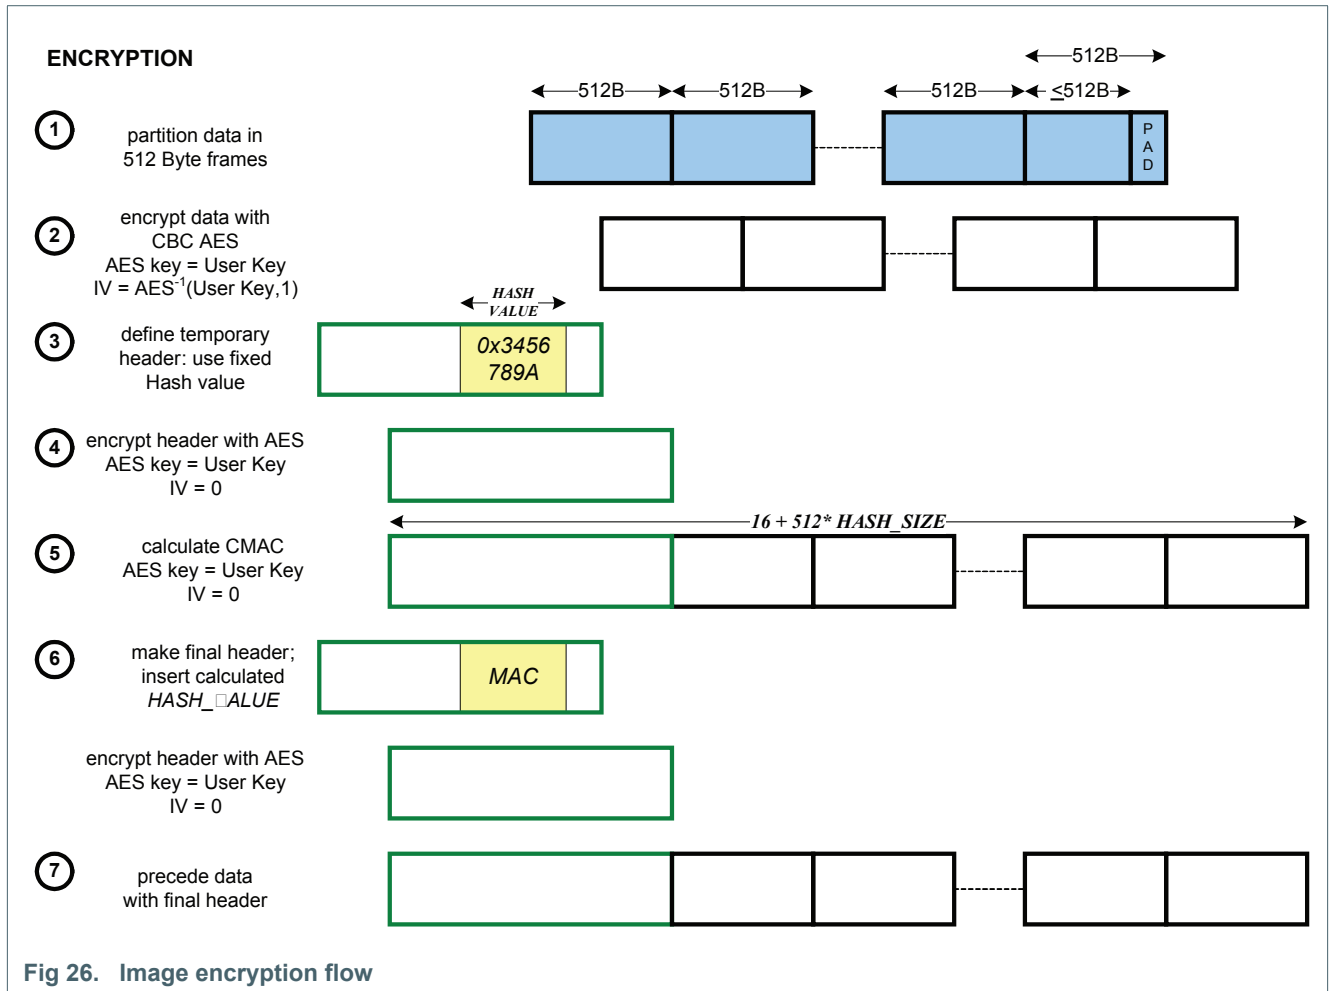 ENCRYPTION
512B
512B
512B
512B
≤512B
1
partition data in
512 Byte frames
P
A
D
2
encrypt data with
CBC AES
AES key = User Key
IV = AES-1(User Key,1)
HASH
VALUE
3
define temporary
header: use fixed
Hash value
0x3456
789A
4
encrypt header with AES
AES key = User Key
IV = 0
16 + 512* HASH_SIZE
5
calculate CMAC
AES key = User Key
IV = 0
6
make final header;
insert calculated
HASH_□ALUE
MAC
encrypt header with AES
AES key = User Key
IV = 0
7
precede data
with final header
Fig 26. Image encryption flow